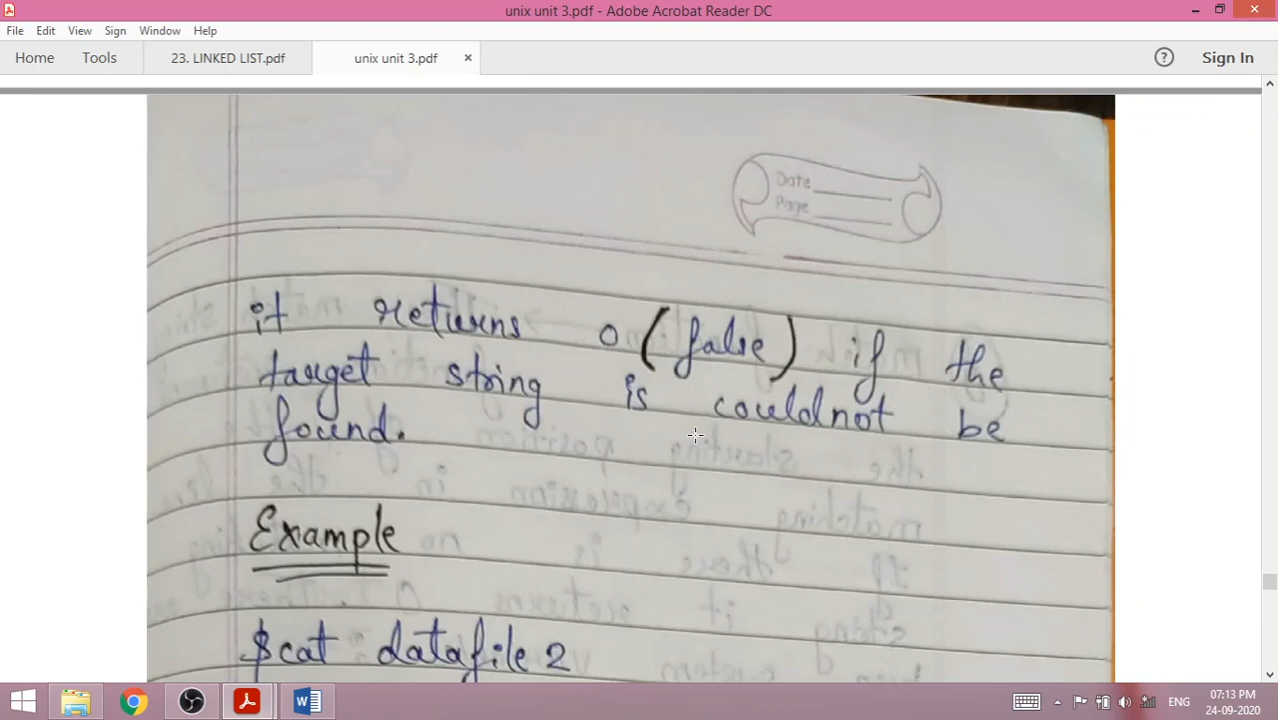 unix unit 3.pdf - Adobe Acrobat Reader DC
File Edit View Sign Window Help
Home Tools 23. LINKED LIST.pdf unix unit 3.pdf × ? Sign In
Date
Page
it returns 0 (false) if the
target string is couldnot be
found.
Example
$cat datafile 2
ENG 07:13 PM
24-09-2020